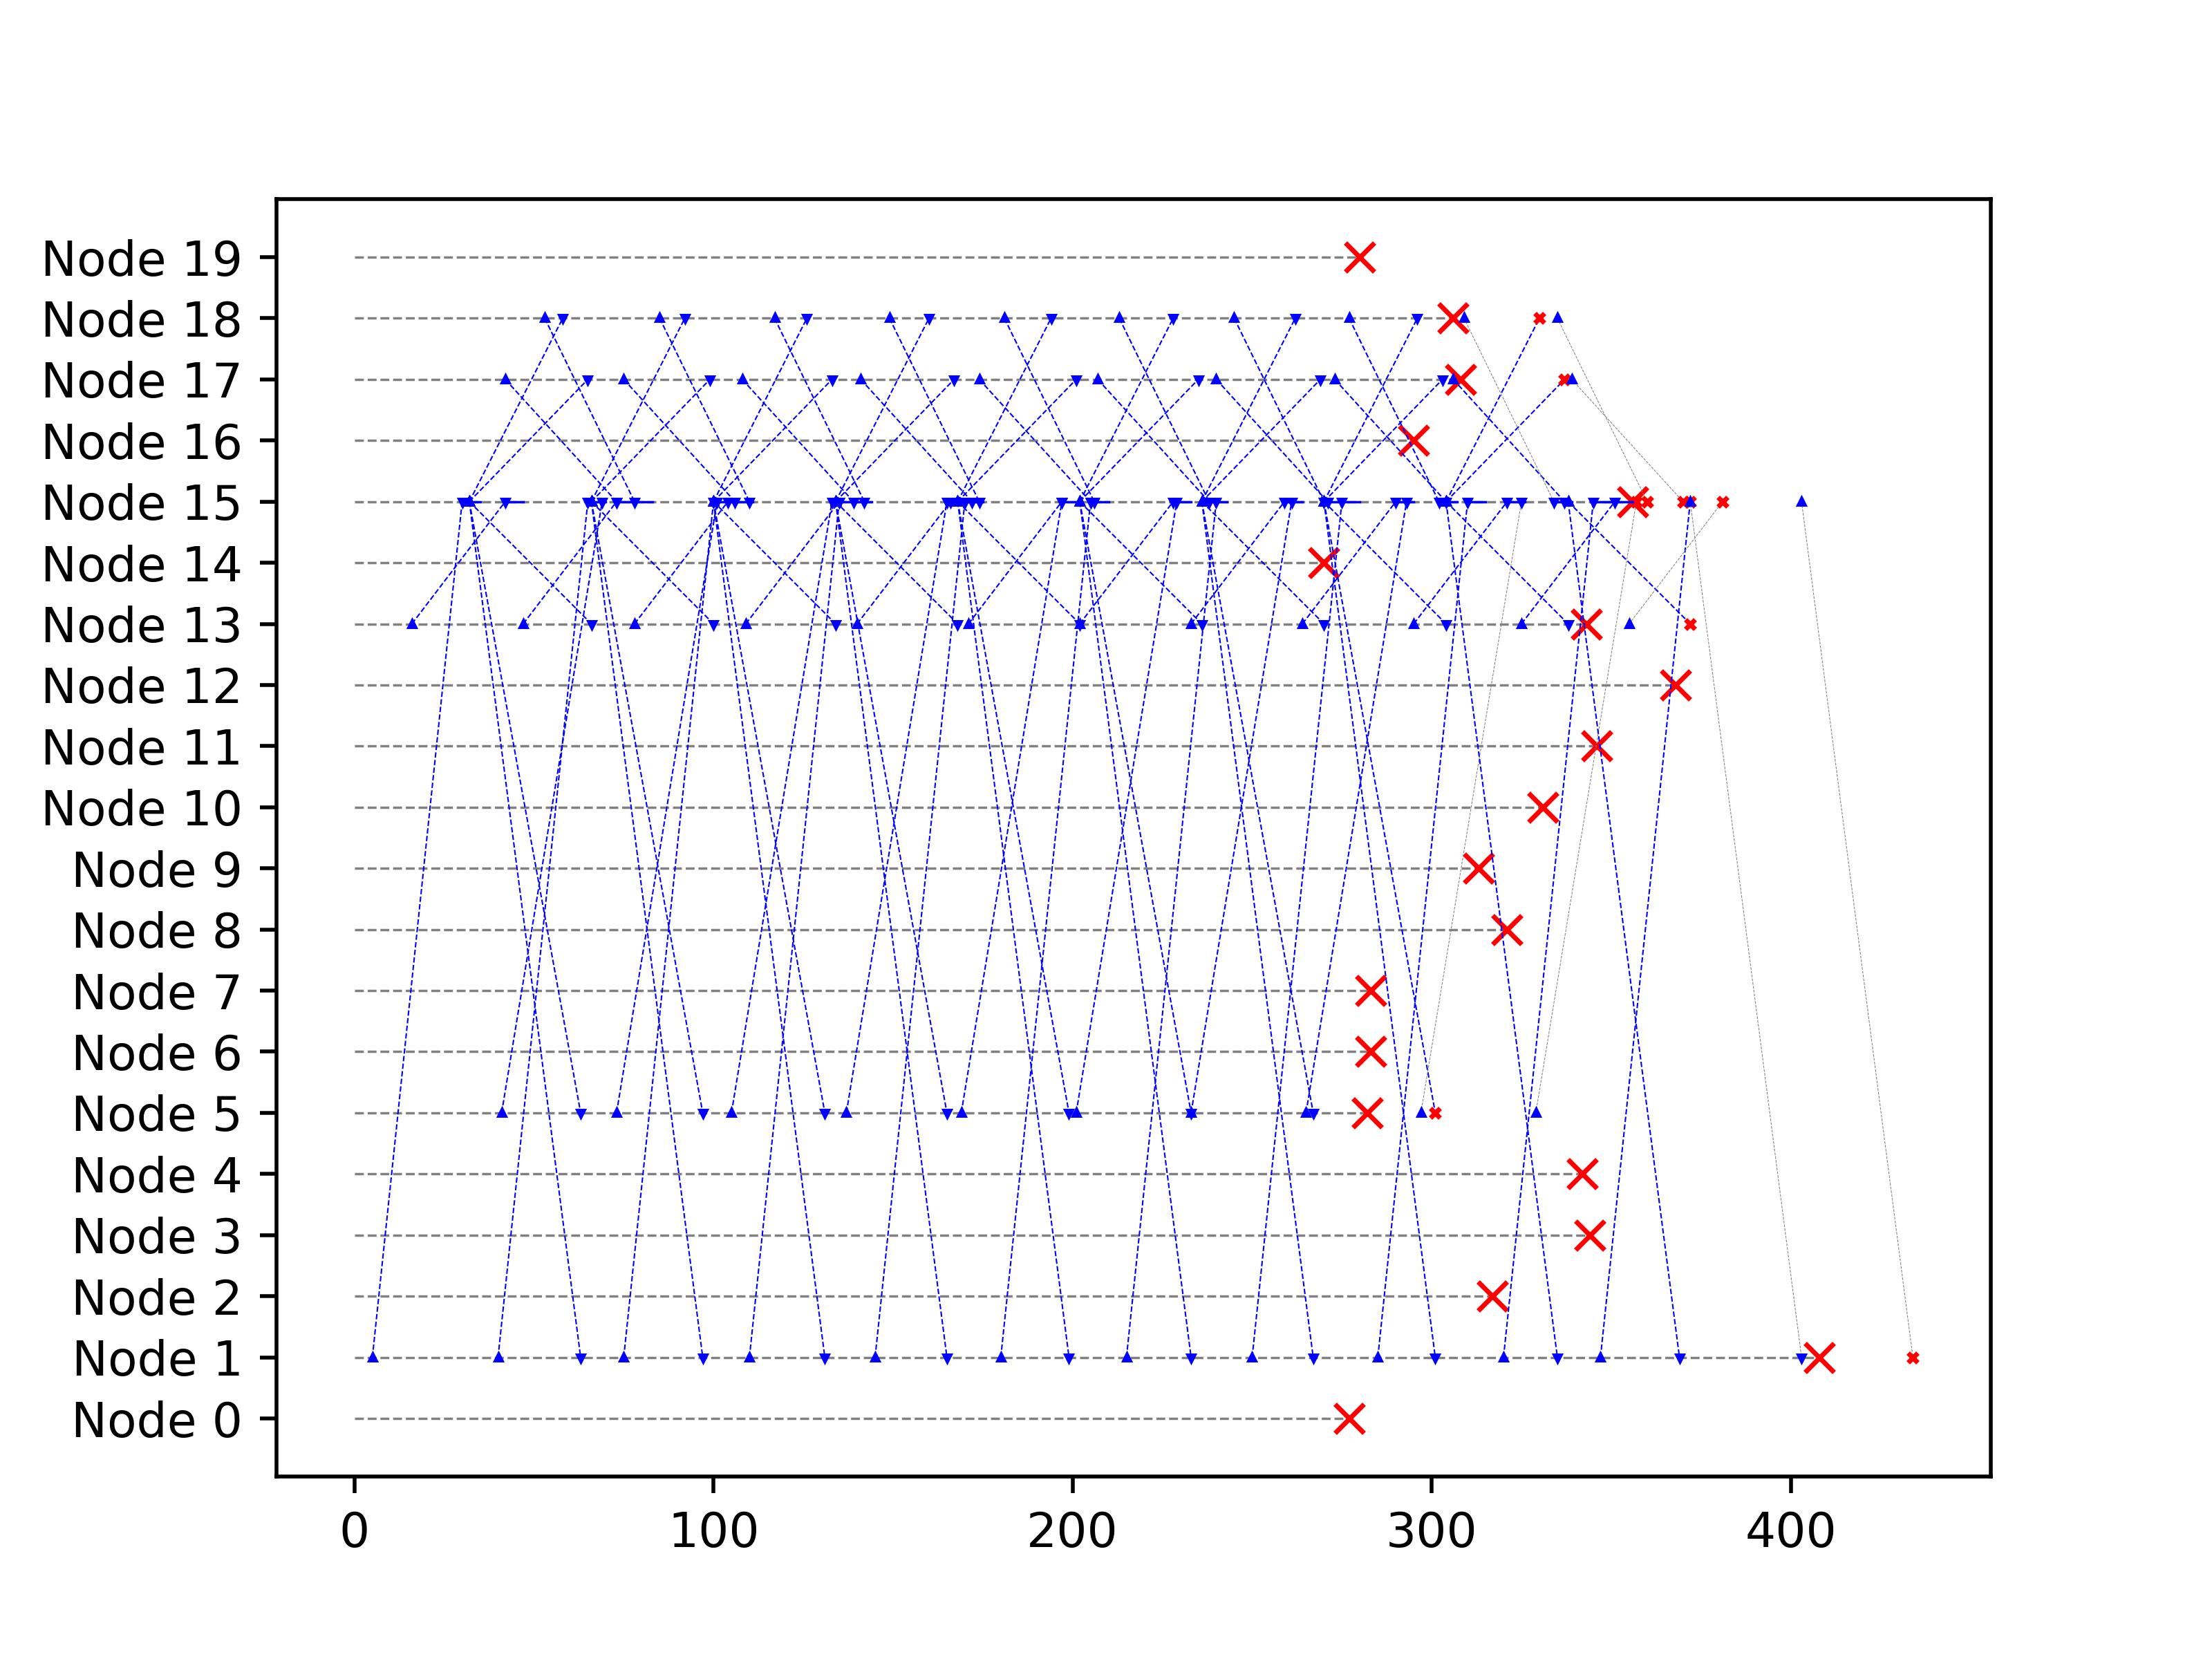 Node 19
Node 18
Node 17
Node 16
Node 15
Node 14
Node 13
Node 12
Node 11
Node 10
Node 9
Node 8
Node 7
Node 6
Node 5
Node 4
Node 3
Node 2
Node 1
Node 0
0 100 200 300 400